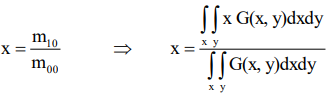 x = m₁₀ / m₀₀ ⇒ x = ∬ₓ ᵧ x G(x, y)dxdy / ∬ₓ ᵧ G(x, y)dxdy